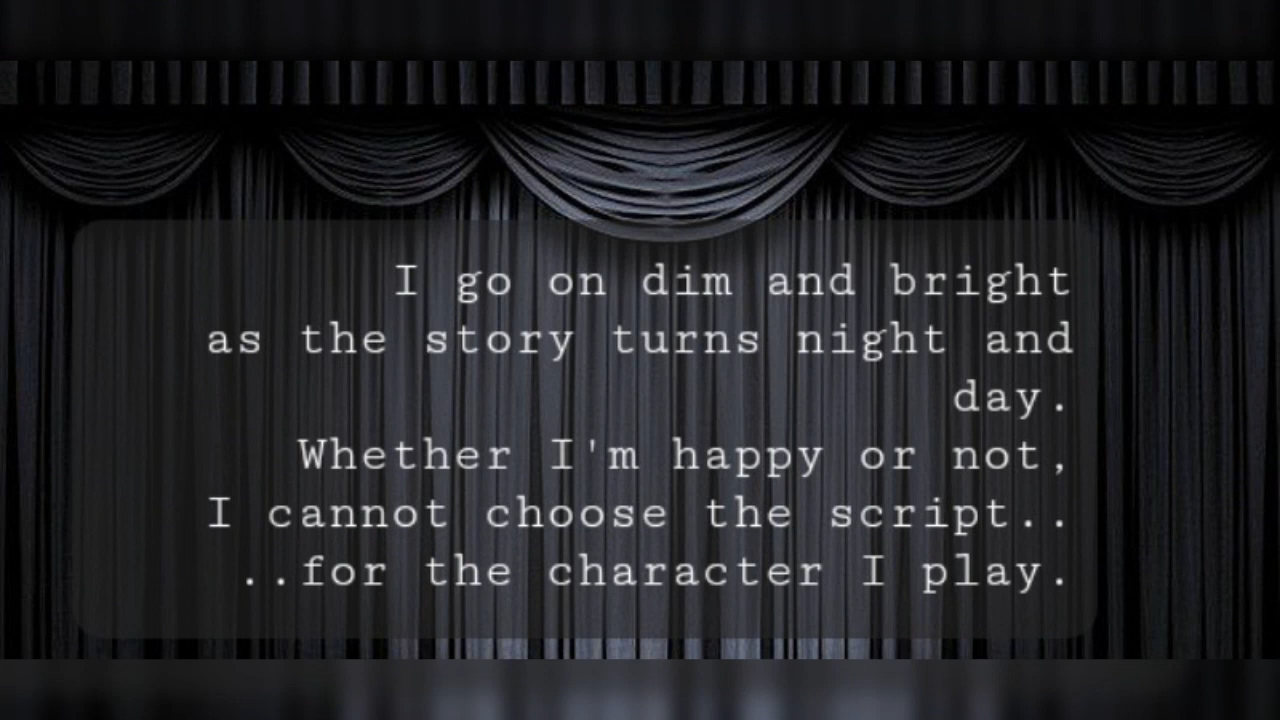 I go on dim and bright
as the story turns night and
day.
Whether I'm happy or not,
I cannot choose the script..
..for the character I play.